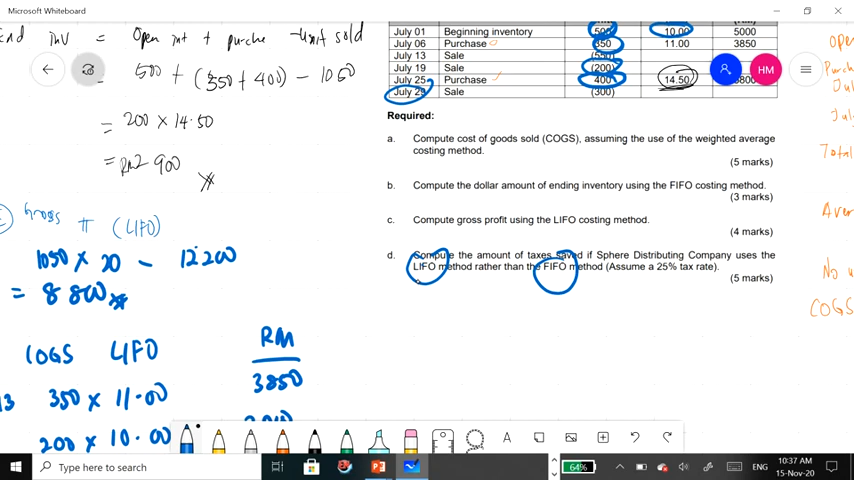 Microsoft Whiteboard
inv = Open int + purche - unit sold
= 500 + (350 + 400) - 1050
= 200 x 14.50
= RM2 900
Gross π (LIFO)
1050 x 20 - 12200
= 8 800
COGS LIFO RM
13 350 x 11.00 3850
200 x 10.00
July 01 Beginning inventory 500 10.00 5000
July 06 Purchase 350 11.00 3850
July 13 Sale (550)
July 19 Sale (200)
July 25 Purchase 400 14.50 5800
July 29 Sale (300)
HM
Required:
a. Compute cost of goods sold (COGS), assuming the use of the weighted average
costing method.
(5 marks)
b. Compute the dollar amount of ending inventory using the FIFO costing method.
(3 marks)
c. Compute gross profit using the LIFO costing method.
(4 marks)
d. Compute the amount of taxes saved if Sphere Distributing Company uses the
LIFO method rather than the FIFO method (Assume a 25% tax rate).
(5 marks)
Total
COGS
A
Type here to search
64%
ENG
10:37 AM
15-Nov-20